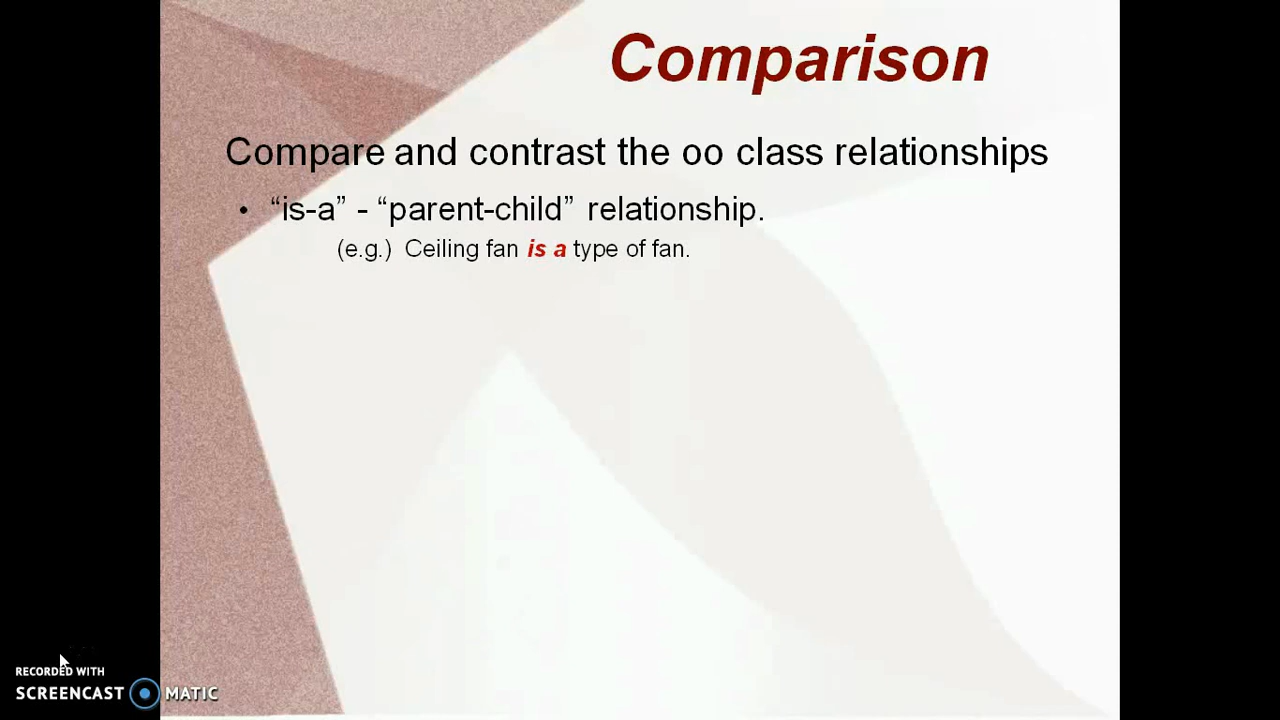 Comparison
Compare and contrast the oo class relationships
• “is-a” - “parent-child” relationship.
(e.g.) Ceiling fan is a type of fan.
RECORDED WITH
SCREENCAST MATIC